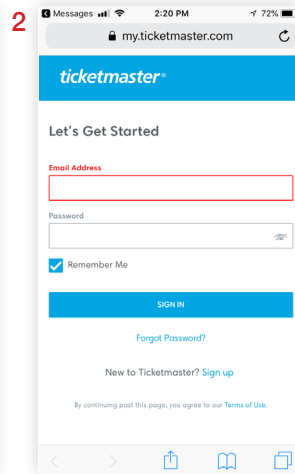 2
Messages 2:20 PM 72%
my.ticketmaster.com
ticketmaster®
Let's Get Started
Email Address
Password
Remember Me
SIGN IN
Forgot Password?
New to Ticketmaster? Sign up
By continuing past this page, you agree to our Terms of Use.